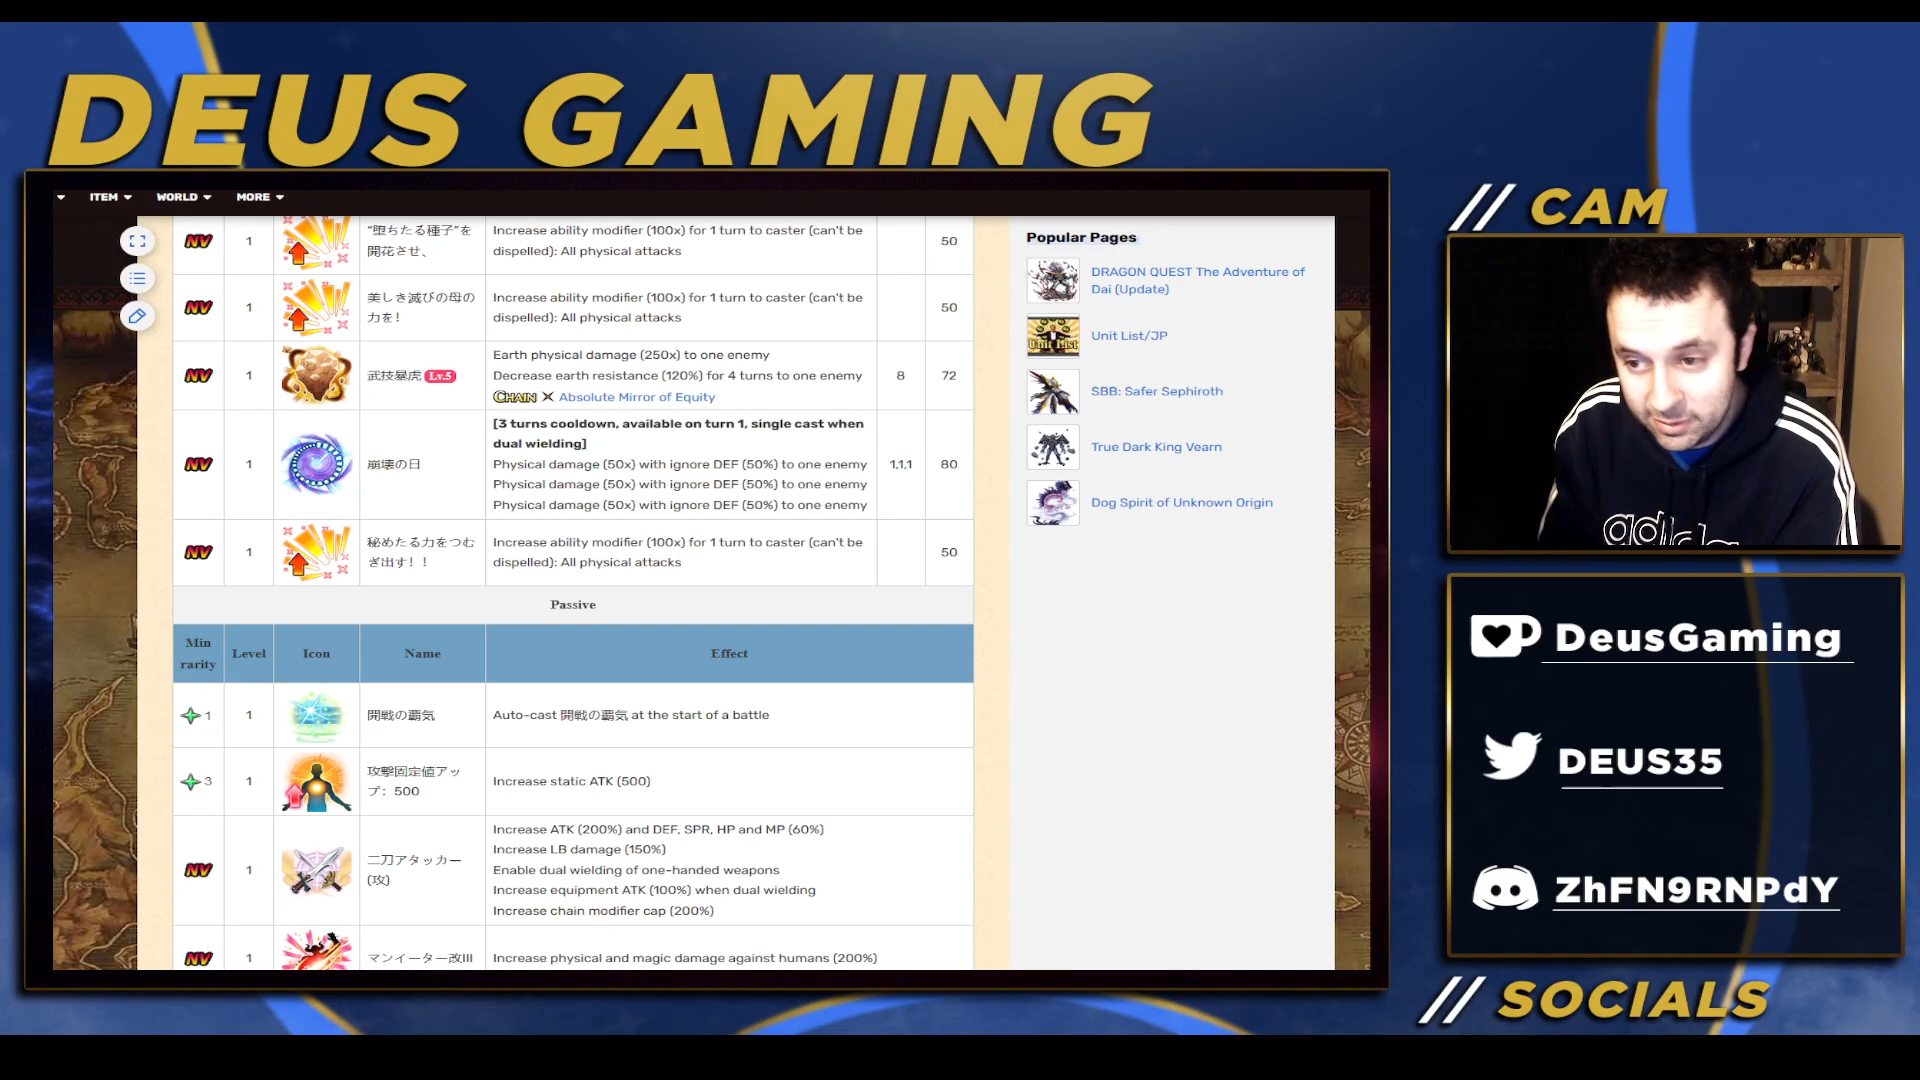 DEUS GAMING
ITEM
WORLD
MORE
NV
1
“堕ちたる種子”を
開花させ、
Increase ability modifier (100x) for 1 turn to caster (can't be
dispelled): All physical attacks
50
NV
1
美しき滅びの母の
力を!
Increase ability modifier (100x) for 1 turn to caster (can't be
dispelled): All physical attacks
50
NV
1
武技暴虎 Lv.5
Earth physical damage (250x) to one enemy
Decrease earth resistance (120%) for 4 turns to one enemy
CHAIN Absolute Mirror of Equity
8
72
NV
1
崩壊の日
[3 turns cooldown, available on turn 1, single cast when
dual wielding]
Physical damage (50x) with ignore DEF (50%) to one enemy
Physical damage (50x) with ignore DEF (50%) to one enemy
Physical damage (50x) with ignore DEF (50%) to one enemy
1,1,1
80
NV
1
秘めたる力をつむ
ぎ出す！！
Increase ability modifier (100x) for 1 turn to caster (can't be
dispelled): All physical attacks
50
Passive
Min
rarity
Level
Icon
Name
Effect
1
1
開戦の覇気
Auto-cast 開戦の覇気 at the start of a battle
3
1
攻撃固定値アッ
プ：500
Increase static ATK (500)
NV
1
二刀アタッカー
(攻)
Increase ATK (200%) and DEF, SPR, HP and MP (60%)
Increase LB damage (150%)
Enable dual wielding of one-handed weapons
Increase equipment ATK (100%) when dual wielding
Increase chain modifier cap (200%)
NV
1
マンイーター改III
Increase physical and magic damage against humans (200%)
Popular Pages
DRAGON QUEST The Adventure of
Dai (Update)
Unit List
Unit List/JP
SBB: Safer Sephiroth
True Dark King Vearn
Dog Spirit of Unknown Origin
// CAM
adidas
DeusGaming
DEUS35
ZhFN9RNPdY
// SOCIALS